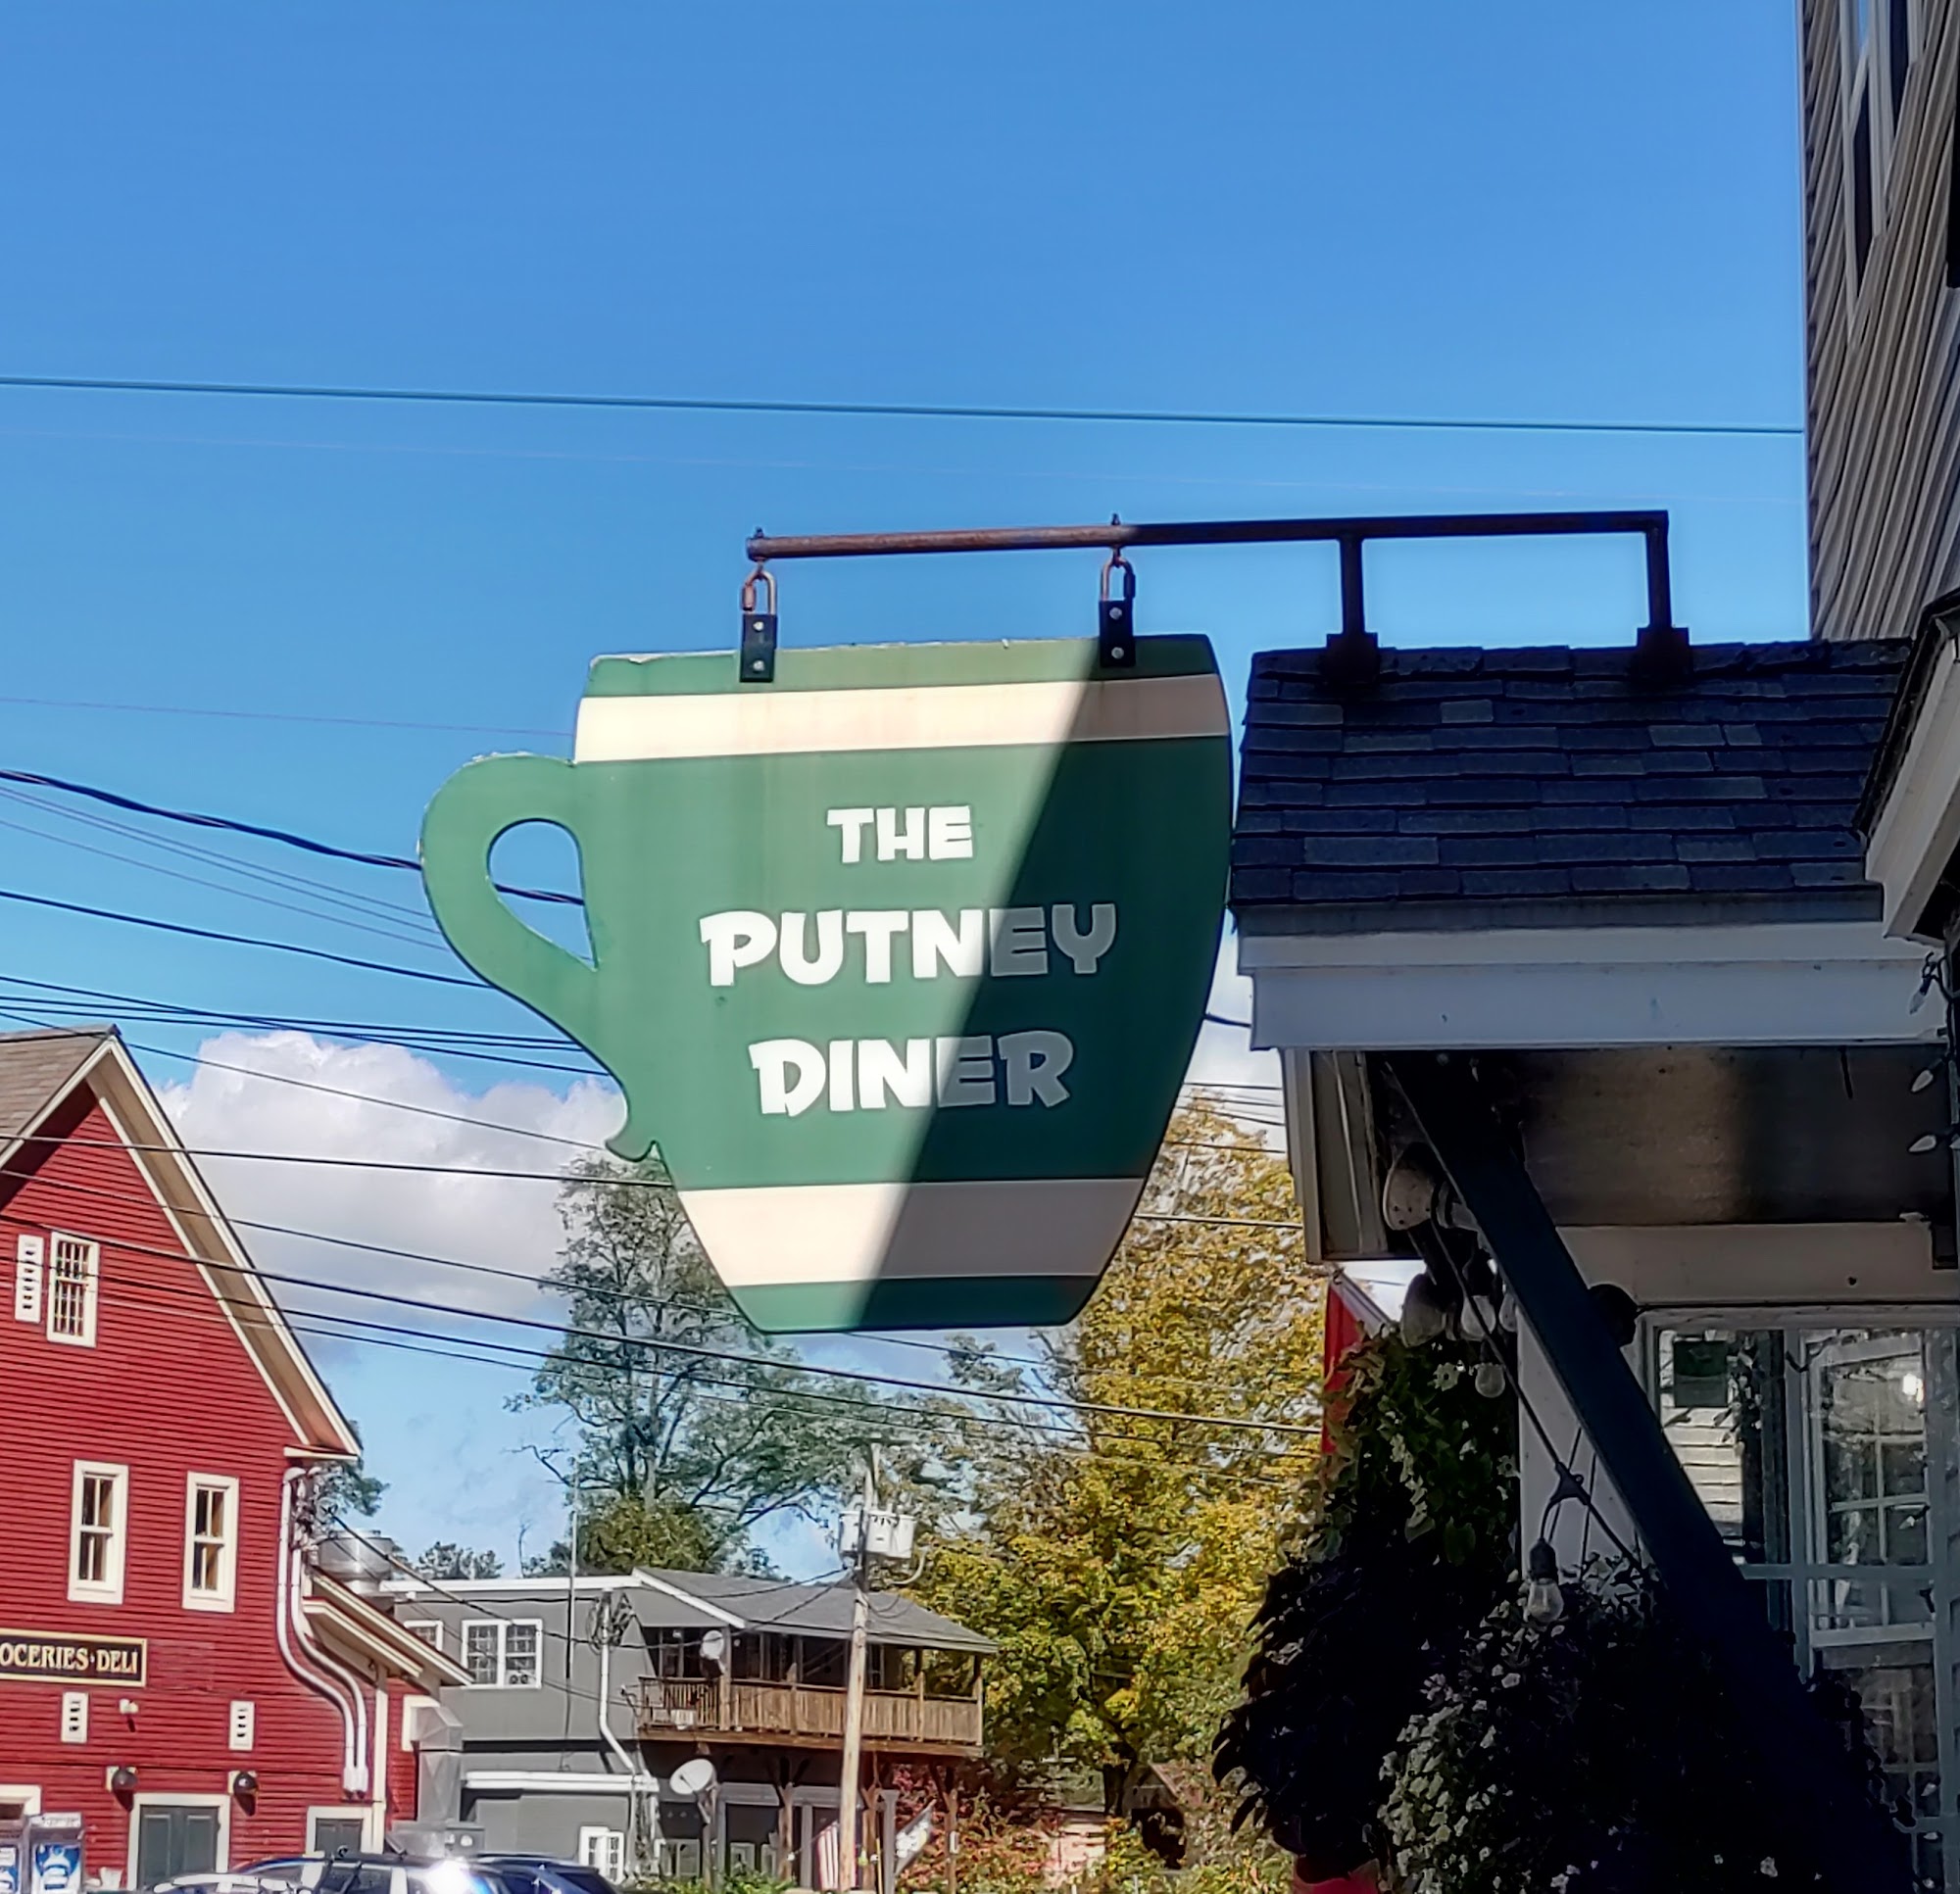 THE
PUTNEY
DINER
OCERIES·DELI